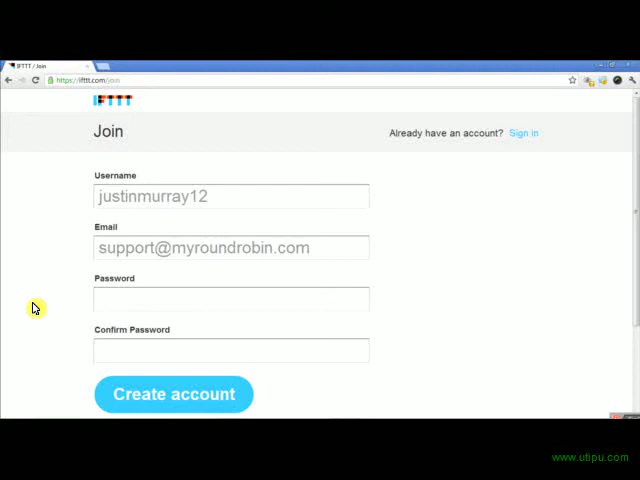 IFTTT / Join
https://ifttt.com/join
IFTTT
Join
Already have an account? Sign in
Username
justinmurray12
Email
support@myroundrobin.com
Password
Confirm Password
Create account
www.utipu.com